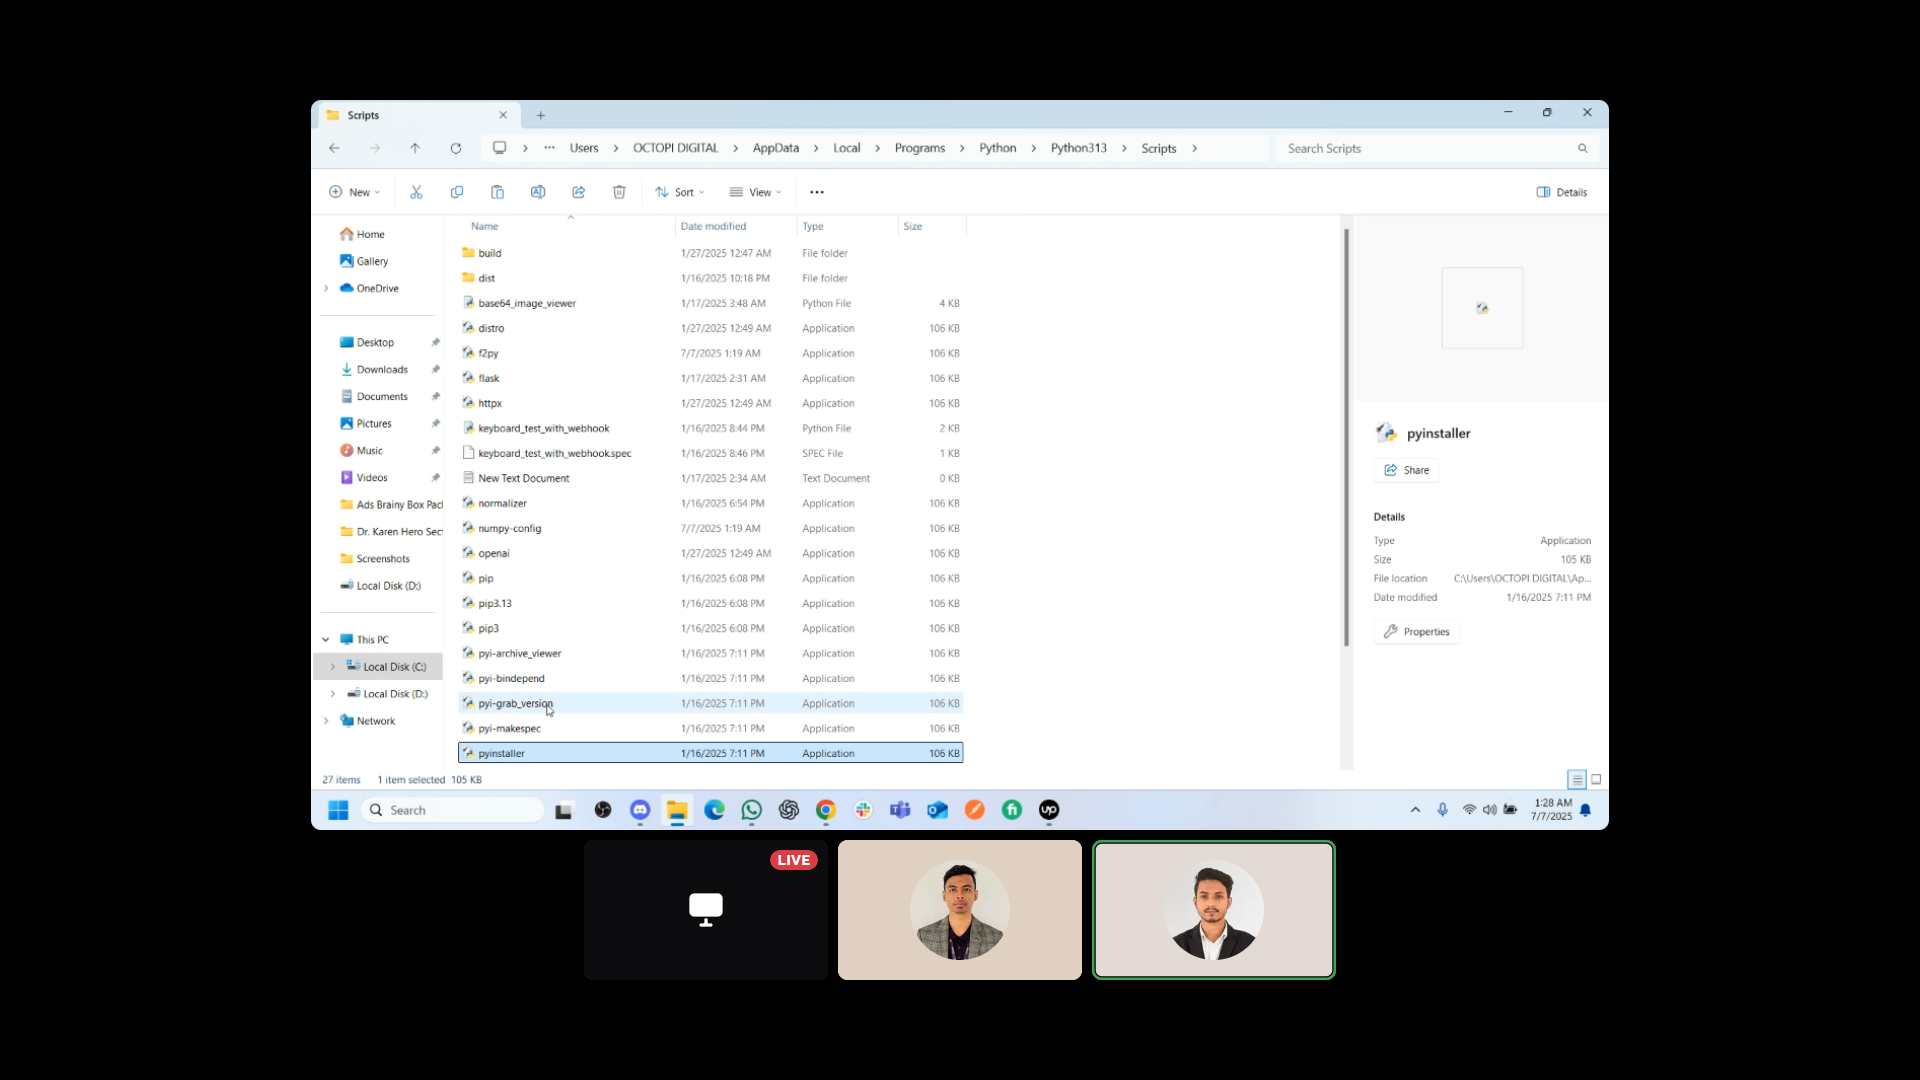 Scripts
Users > OCTOPI DIGITAL > AppData > Local > Programs > Python > Python313 > Scripts >
Search Scripts
New
Sort
View
Details
Home
Gallery
OneDrive
Desktop
Downloads
Documents
Pictures
Music
Videos
Ads Brainy Box Pac
Dr. Karen Hero Sec
Screenshots
Local Disk (D:)
This PC
Local Disk (C:)
Local Disk (D:)
Network
Name Date modified Type Size
build 1/27/2025 12:47 AM File folder
dist 1/16/2025 10:18 PM File folder
base64_image_viewer 1/17/2025 3:48 AM Python File 4 KB
distro 1/27/2025 12:49 AM Application 106 KB
f2py 7/7/2025 1:19 AM Application 106 KB
flask 1/17/2025 2:31 AM Application 106 KB
httpx 1/27/2025 12:49 AM Application 106 KB
keyboard_test_with_webhook 1/16/2025 8:44 PM Python File 2 KB
keyboard_test_with_webhook.spec 1/16/2025 8:46 PM SPEC File 1 KB
New Text Document 1/17/2025 2:34 AM Text Document 0 KB
normalizer 1/16/2025 6:54 PM Application 106 KB
numpy-config 7/7/2025 1:19 AM Application 106 KB
openai 1/27/2025 12:49 AM Application 106 KB
pip 1/16/2025 6:08 PM Application 106 KB
pip3.13 1/16/2025 6:08 PM Application 106 KB
pip3 1/16/2025 6:08 PM Application 106 KB
pyi-archive_viewer 1/16/2025 7:11 PM Application 106 KB
pyi-bindepend 1/16/2025 7:11 PM Application 106 KB
pyi-grab_version 1/16/2025 7:11 PM Application 106 KB
pyi-makespec 1/16/2025 7:11 PM Application 106 KB
pyinstaller 1/16/2025 7:11 PM Application 106 KB
pyinstaller
Share
Details
Type Application
Size 105 KB
File location C:\Users\OCTOPI DIGITAL\Ap...
Date modified 1/16/2025 7:11 PM
Properties
27 items 1 item selected 105 KB
Search
up
1:28 AM
7/7/2025
LIVE